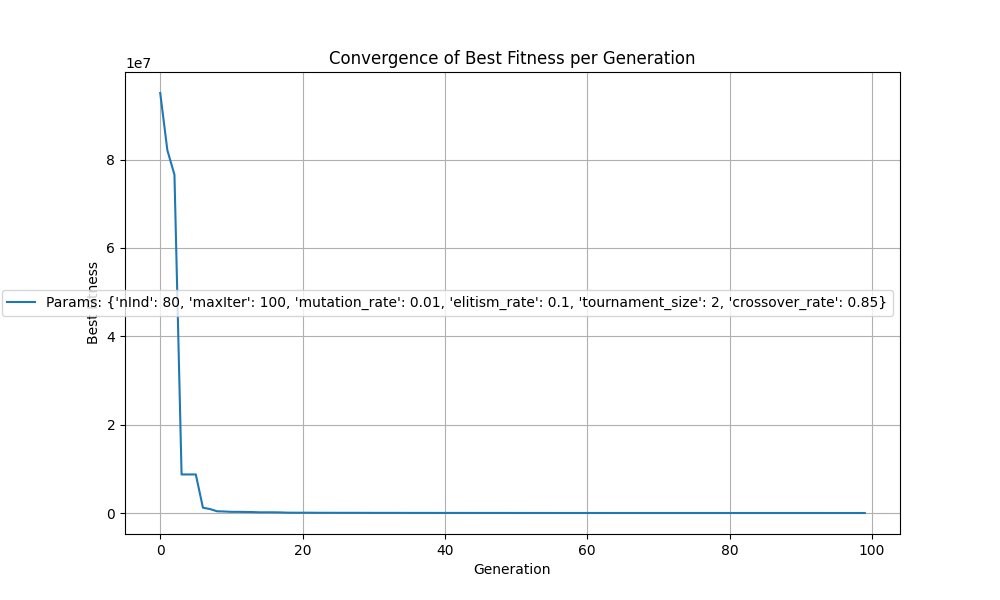 Convergence of Best Fitness per Generation
1e7
8
6
4
2
0
Best
ness
Params: {'nInd': 80, 'maxIter': 100, 'mutation_rate': 0.01, 'elitism_rate': 0.1, 'tournament_size': 2, 'crossover_rate': 0.85}
0 20 40 60 80 100
Generation